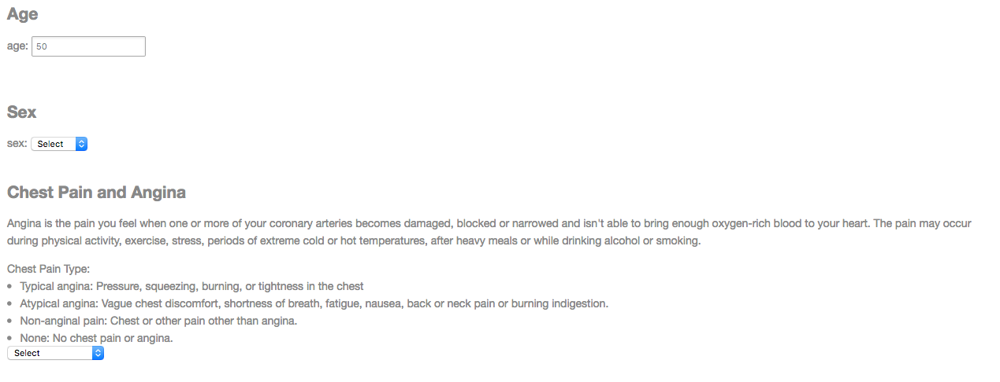 Age
age: 50
Sex
sex: Select
Chest Pain and Angina
Angina is the pain you feel when one or more of your coronary arteries becomes damaged, blocked or narrowed and isn't able to bring enough oxygen-rich blood to your heart. The pain may occur
during physical activity, exercise, stress, periods of extreme cold or hot temperatures, after heavy meals or while drinking alcohol or smoking.
Chest Pain Type:
• Typical angina: Pressure, squeezing, burning, or tightness in the chest
• Atypical angina: Vague chest discomfort, shortness of breath, fatigue, nausea, back or neck pain or burning indigestion.
• Non-anginal pain: Chest or other pain other than angina.
• None: No chest pain or angina.
Select